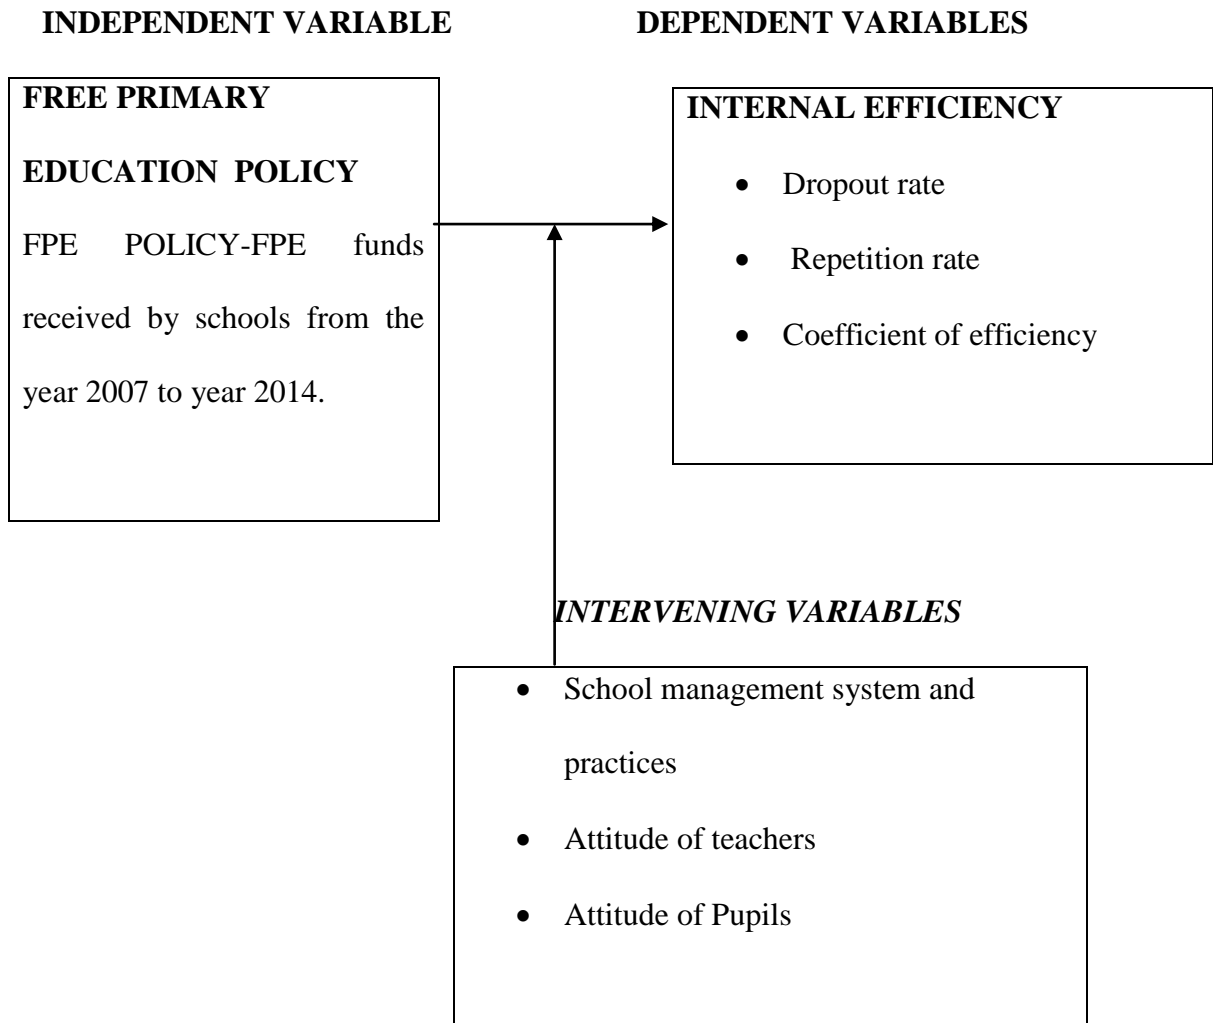 INDEPENDENT VARIABLE
DEPENDENT VARIABLES
FREE PRIMARY
EDUCATION POLICY
FPE POLICY-FPE funds
received by schools from the
year 2007 to year 2014.
INTERNAL EFFICIENCY
• Dropout rate
• Repetition rate
• Coefficient of efficiency
INTERVENING VARIABLES
• School management system and
practices
• Attitude of teachers
• Attitude of Pupils